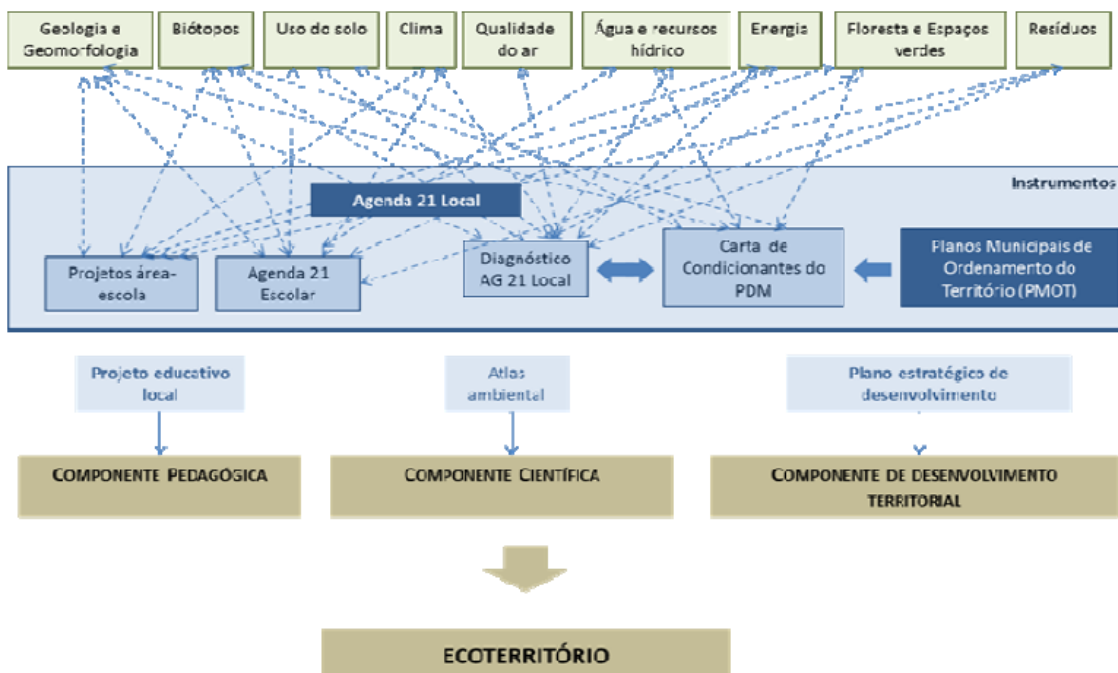 Geologia e
Geomorfologia
Biótopos
Uso do solo
Clima
Qualidade
do ar
Água e recursos
hídrico
Energia
Floresta e Espaços
verdes
Resíduos
Instrumentos
Agenda 21 Local
Projetos área-
escola
Agenda 21
Escolar
Diagnóstico
AG 21 Local
Carta de
Condicionantes do
PDM
Planos Municipais de
Ordenamento do
Território (PMOT)
Projeto educativo
local
Atlas
ambiental
Plano estratégico de
desenvolvimento
COMPONENTE PEDAGÓGICA
COMPONENTE CIENTÍFICA
COMPONENTE DE DESENVOLVIMENTO
TERRITORIAL
ECOTERRITÓRIO